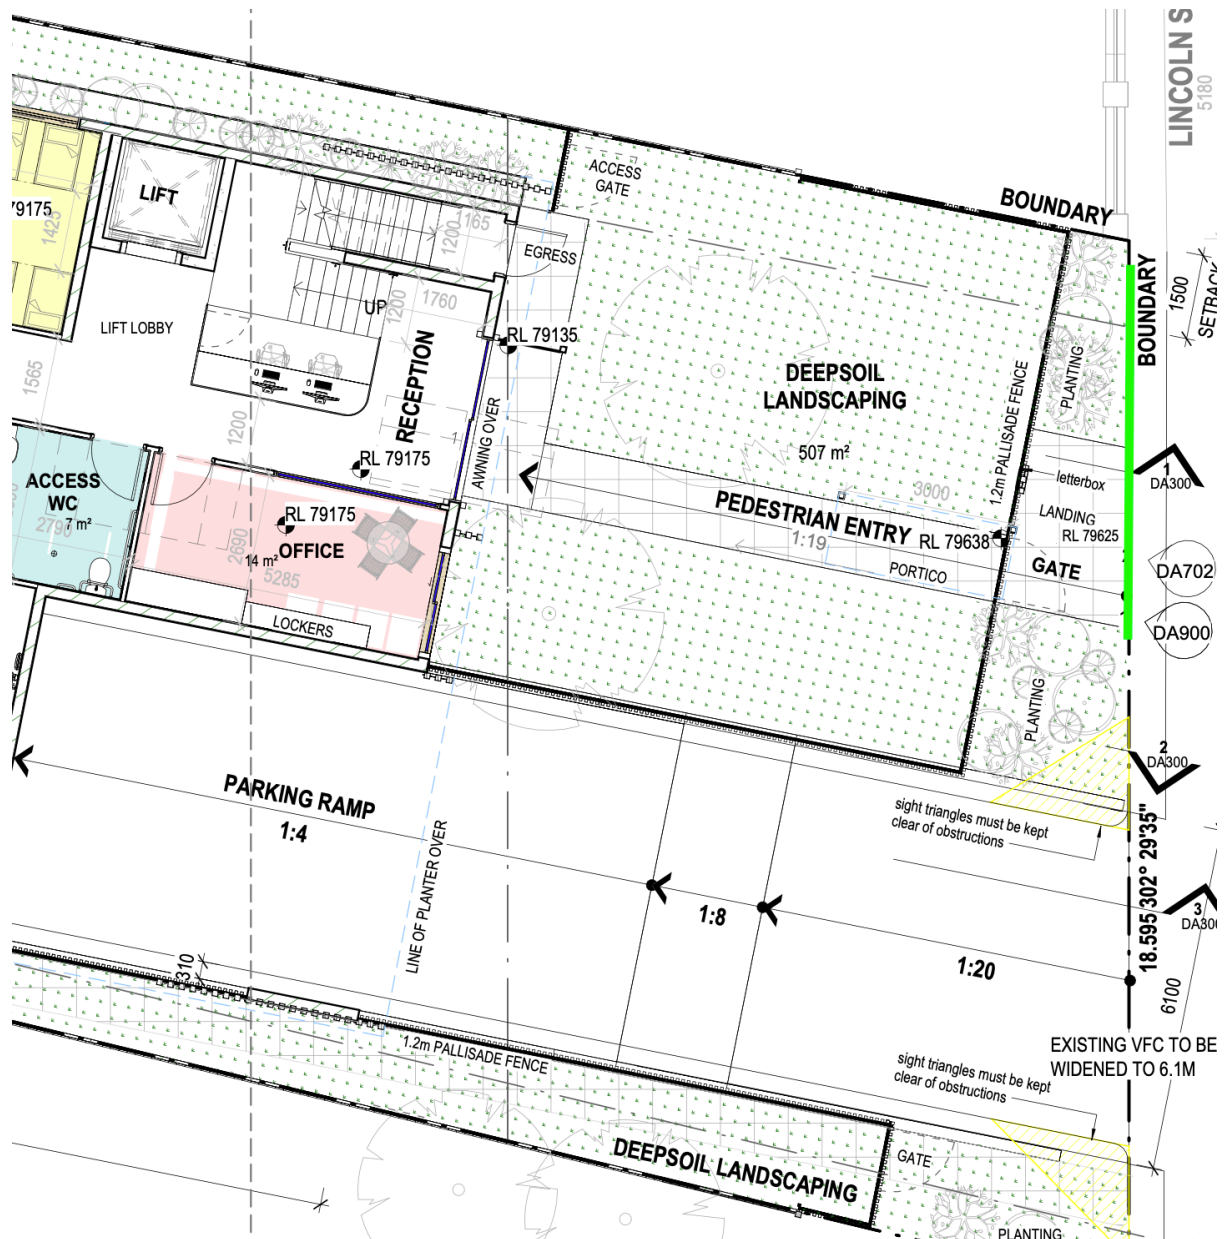 LINCOLN S
5180
ACCESS
GATE
BOUNDARY
LIFT
79175
1425
1165
1200
EGRESS
BOUNDARY
1500
SETBACK
UP
1200
1760
LIFT LOBBY
RL 79135
RECEPTION
DEEPSOIL
LANDSCAPING
507 m²
PLANTING
1.2m PALLISADE FENCE
1565
1200
AWNING OVER
RL 79175
1
DA300
letterbox
3000
ACCESS
WC
7 m²
2790
RL 79175
OFFICE
14 m²
2690
5285
PEDESTRIAN ENTRY
1:19
RL 79638
LANDING
RL 79625
GATE
PORTICO
DA702
DA900
LOCKERS
PLANTING
2
DA300
PARKING RAMP
1:4
sight triangles must be kept
clear of obstructions
LINE OF PLANTER OVER
18.595 302° 29'35"
1:8
3
DA300
1:20
310
6100
1.2m PALLISADE FENCE
EXISTING VFC TO BE
WIDENED TO 6.1M
sight triangles must be kept
clear of obstructions
DEEPSOIL LANDSCAPING
GATE
PLANTING